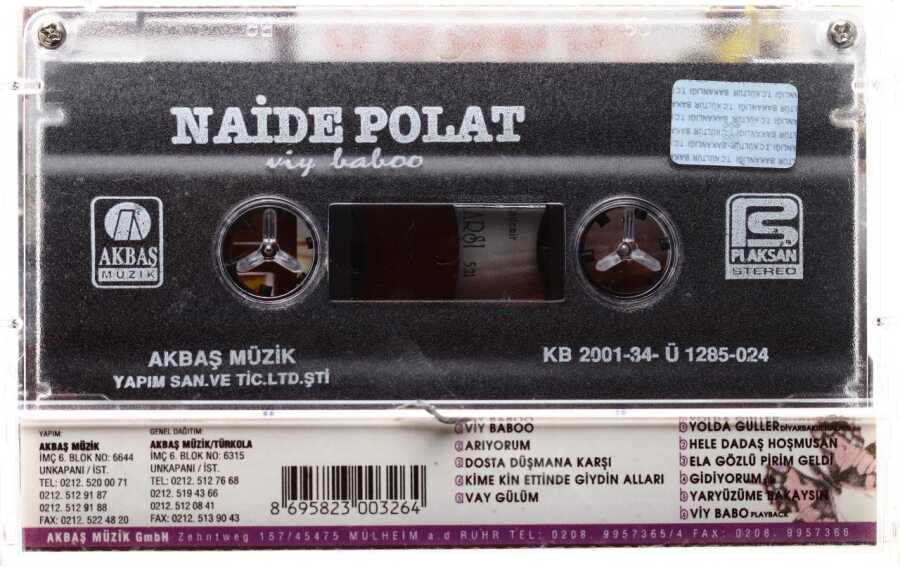 NAİDE POLAT
viy baboo
T.C.KÜLTÜR BAKANLIĞI
AKBAŞ
MÜZİK
PLAKSAN
STEREO
AKBAŞ MÜZİK
YAPIM SAN.VE TİC.LTD.ŞTİ
KB 2001-34- Ü 1285-024
YAPIM:
AKBAŞ MÜZİK
İMÇ 6. BLOK NO: 6644
UNKAPANI / İST.
TEL: 0212. 520 00 71
0212. 512 91 87
0212. 512 91 88
FAX: 0212. 522 48 20
GENEL DAĞITIM:
AKBAŞ MÜZİK/TÜRKOLA
İMÇ 6. BLOK NO: 6315
UNKAPANI / İST.
TEL: 0212. 512 76 68
0212. 519 43 66
0212. 512 08 41
FAX: 0212. 513 90 43
8 695823 003264
VİY BABOO
ARIYORUM
DOSTA DÜŞMANA KARŞI
KİME KİN ETTİNDE GİYDİN ALLARI
VAY GÜLÜM
YOLDA GÜLLER
HELE DADAŞ HOŞMUSAN
ELA GÖZLÜ PİRİM GELDİ
GİDİYORUM
YARYÜZÜME BAKAYSIN
VİY BABO PLAYBACK
AKBAŞ MÜZİK GmbH Zehntweg 157/45475 MÜLHEİM a.d RUHR TEL: 0208. 9957365/4 FAX: 0208. 9957366